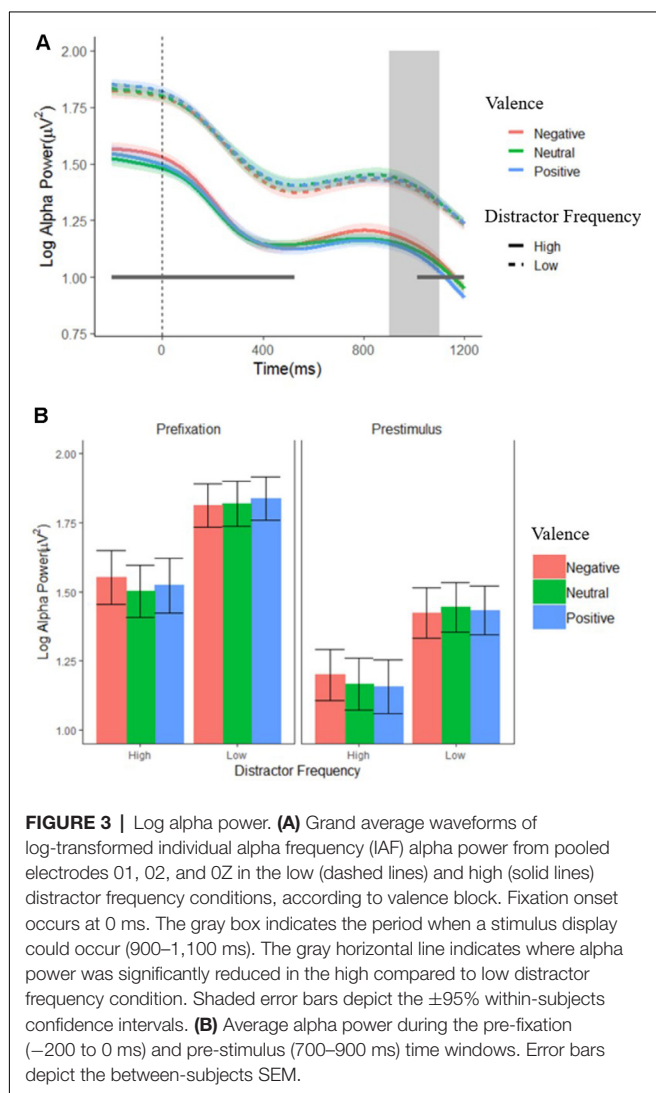 A
2.00
1.75
1.50
1.25
1.00
0.75
Log Alpha Power(µV²)
0
400
800
1200
Time(ms)
Valence
Negative
Neutral
Positive
Distractor Frequency
High
Low
B
Prefixation
Prestimulus
2.00
1.75
1.50
1.25
1.00
Log Alpha Power(µV²)
High
Low
High
Low
Distractor Frequency
Valence
Negative
Neutral
Positive
FIGURE 3 | Log alpha power. (A) Grand average waveforms of
log-transformed individual alpha frequency (IAF) alpha power from pooled
electrodes 01, 02, and 0Z in the low (dashed lines) and high (solid lines)
distractor frequency conditions, according to valence block. Fixation onset
occurs at 0 ms. The gray box indicates the period when a stimulus display
could occur (900–1,100 ms). The gray horizontal line indicates where alpha
power was significantly reduced in the high compared to low distractor
frequency condition. Shaded error bars depict the ±95% within-subjects
confidence intervals. (B) Average alpha power during the pre-fixation
(−200 to 0 ms) and pre-stimulus (700–900 ms) time windows. Error bars
depict the between-subjects SEM.